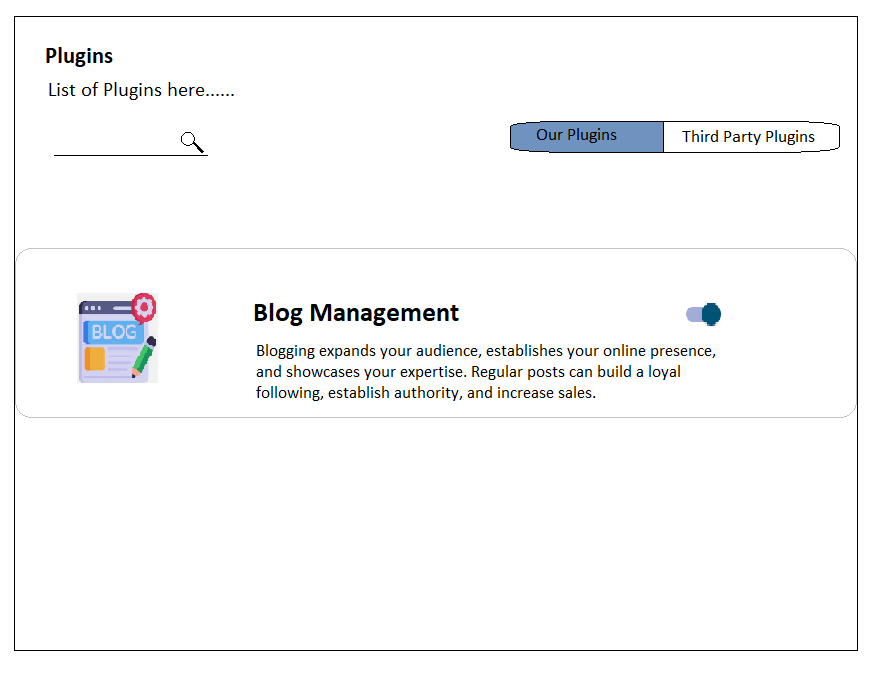 Plugins
List of Plugins here......
Our Plugins
Third Party Plugins
BLOG
Blog Management
Blogging expands your audience, establishes your online presence,
and showcases your expertise. Regular posts can build a loyal
following, establish authority, and increase sales.